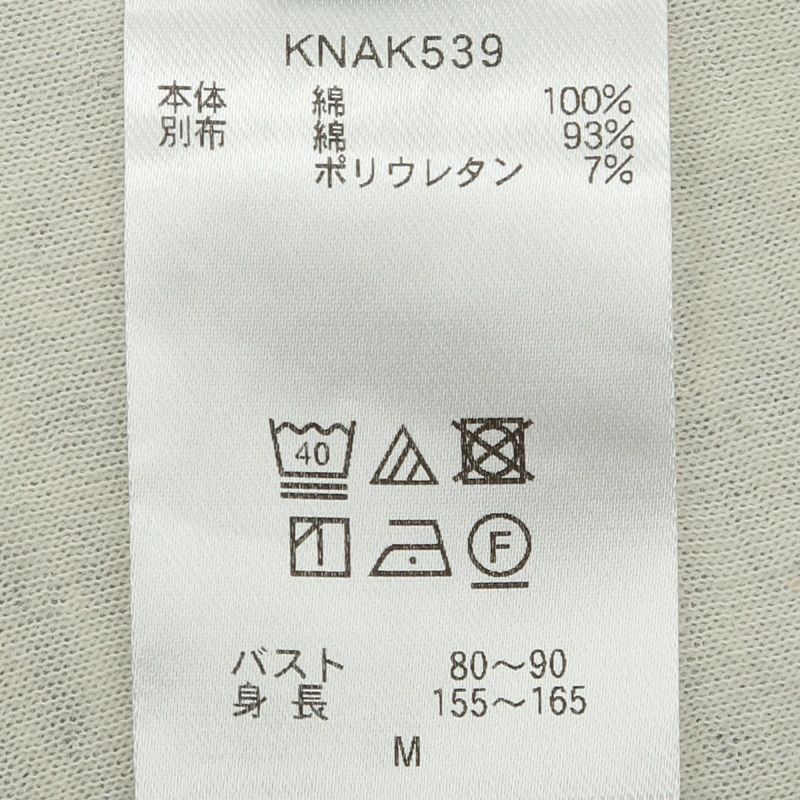 KNAK539
本体 綿 100%
別布 綿 93%
ポリウレタン 7%
40
F
バスト 80〜90
身長 155〜165
M